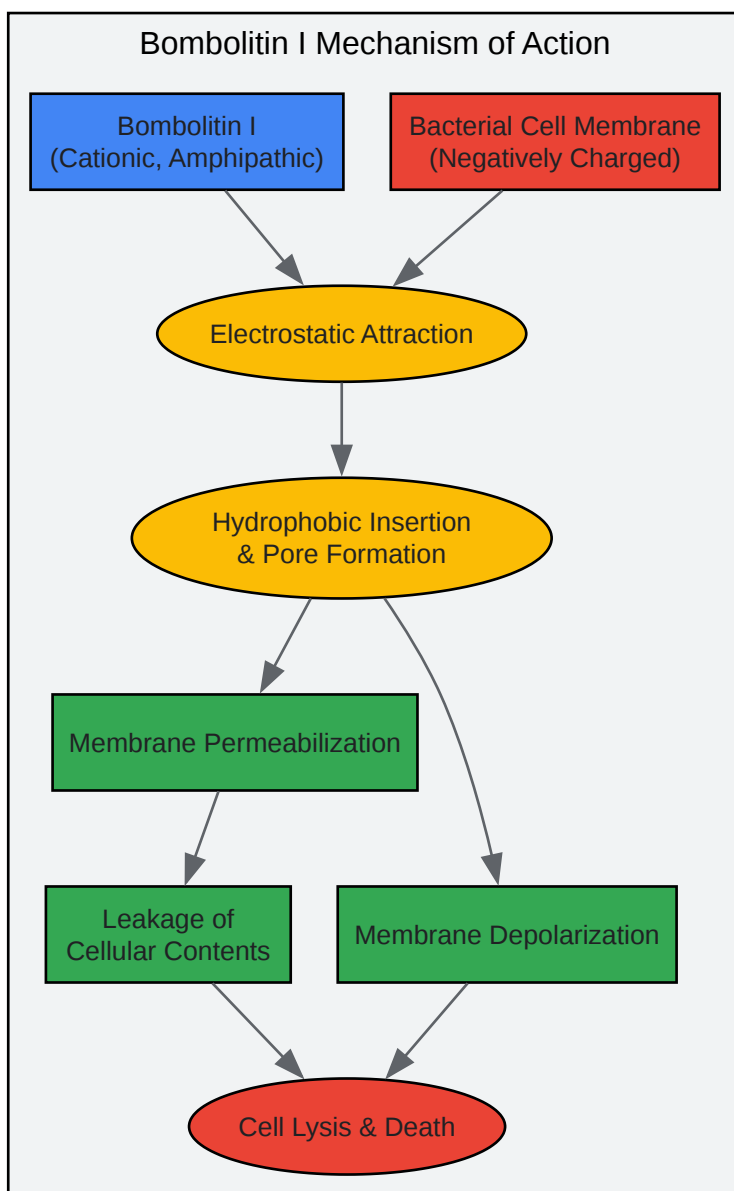 Bombolitin I Mechanism of Action
Bombolitin I
(Cationic, Amphipathic)
Bacterial Cell Membrane
(Negatively Charged)
Electrostatic Attraction
Hydrophobic Insertion
& Pore Formation
Membrane Permeabilization
Leakage of
Cellular Contents
Membrane Depolarization
Cell Lysis & Death